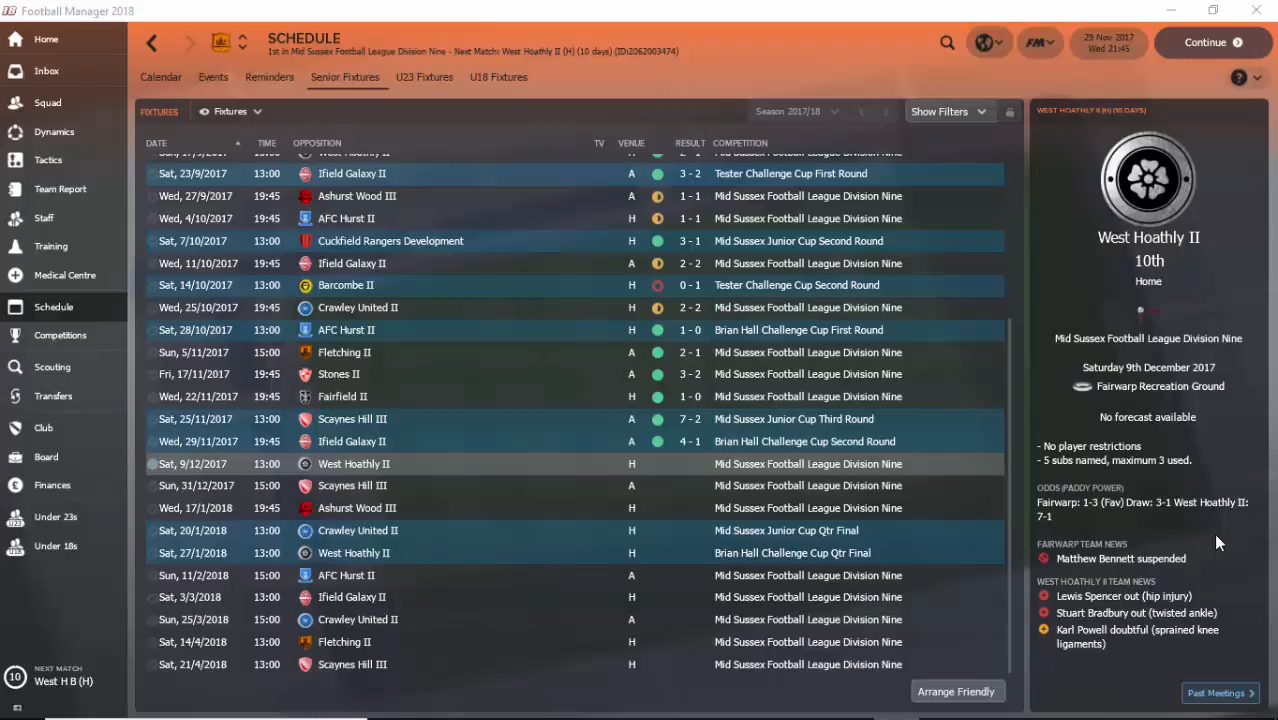 Football Manager 2018
Home
Inbox
Squad
Dynamics
Tactics
Team Report
Staff
Training
Medical Centre
Schedule
Competitions
Scouting
Transfers
Club
Board
Finances
U23 Under 23s
U18 Under 18s
10 NEXT MATCH
West H B (H)
SCHEDULE
1st in Mid Sussex Football League Division Nine - Next Match: West Hoathly II (H) (10 days) (ID:2062003474)
FM
29 Nov 2017
Wed 21:45
Continue
Calendar Events Reminders Senior Fixtures U23 Fixtures U18 Fixtures
FIXTURES Fixtures Season 2017/18 Show Filters
DATE TIME OPPOSITION TV VENUE RESULT COMPETITION
Sat, 23/9/2017 13:00 Ifield Galaxy II A 3 - 2 Tester Challenge Cup First Round
Wed, 27/9/2017 19:45 Ashurst Wood III A 1 - 1 Mid Sussex Football League Division Nine
Wed, 4/10/2017 19:45 AFC Hurst II H 1 - 1 Mid Sussex Football League Division Nine
Sat, 7/10/2017 13:00 Cuckfield Rangers Development H 3 - 1 Mid Sussex Junior Cup Second Round
Wed, 11/10/2017 19:45 Ifield Galaxy II A 2 - 2 Mid Sussex Football League Division Nine
Sat, 14/10/2017 13:00 Barcombe II H 0 - 1 Tester Challenge Cup Second Round
Wed, 25/10/2017 19:45 Crawley United II H 2 - 2 Mid Sussex Football League Division Nine
Sat, 28/10/2017 13:00 AFC Hurst II H 1 - 0 Brian Hall Challenge Cup First Round
Sun, 5/11/2017 15:00 Fletching II A 2 - 1 Mid Sussex Football League Division Nine
Fri, 17/11/2017 19:45 Stones II A 3 - 2 Mid Sussex Football League Division Nine
Wed, 22/11/2017 19:45 Fairfield II H 1 - 0 Mid Sussex Football League Division Nine
Sat, 25/11/2017 13:00 Scaynes Hill III A 7 - 2 Mid Sussex Junior Cup Third Round
Wed, 29/11/2017 19:45 Ifield Galaxy II A 4 - 1 Brian Hall Challenge Cup Second Round
Sat, 9/12/2017 13:00 West Hoathly II H Mid Sussex Football League Division Nine
Sun, 31/12/2017 15:00 Scaynes Hill III A Mid Sussex Football League Division Nine
Wed, 17/1/2018 19:45 Ashurst Wood III H Mid Sussex Football League Division Nine
Sat, 20/1/2018 13:00 Crawley United II H Mid Sussex Junior Cup Qtr Final
Sat, 27/1/2018 13:00 West Hoathly II H Brian Hall Challenge Cup Qtr Final
Sun, 11/2/2018 15:00 AFC Hurst II A Mid Sussex Football League Division Nine
Sat, 3/3/2018 13:00 Ifield Galaxy II H Mid Sussex Football League Division Nine
Sun, 25/3/2018 15:00 Crawley United II A Mid Sussex Football League Division Nine
Sat, 14/4/2018 13:00 Fletching II H Mid Sussex Football League Division Nine
Sat, 21/4/2018 13:00 Scaynes Hill III H Mid Sussex Football League Division Nine
Arrange Friendly
WEST HOATHLY II (H) (10 DAYS)
West Hoathly II
10th
Home
Mid Sussex Football League Division Nine
Saturday 9th December 2017
Fairwarp Recreation Ground
No forecast available
- No player restrictions
- 5 subs named, maximum 3 used.
ODDS (PADDY POWER)
Fairwarp: 1-3 (Fav) Draw: 3-1 West Hoathly II:
7-1
FAIRWARP TEAM NEWS
Matthew Bennett suspended
WEST HOATHLY II TEAM NEWS
Lewis Spencer out (hip injury)
Stuart Bradbury out (twisted ankle)
Karl Powell doubtful (sprained knee
ligaments)
Past Meetings